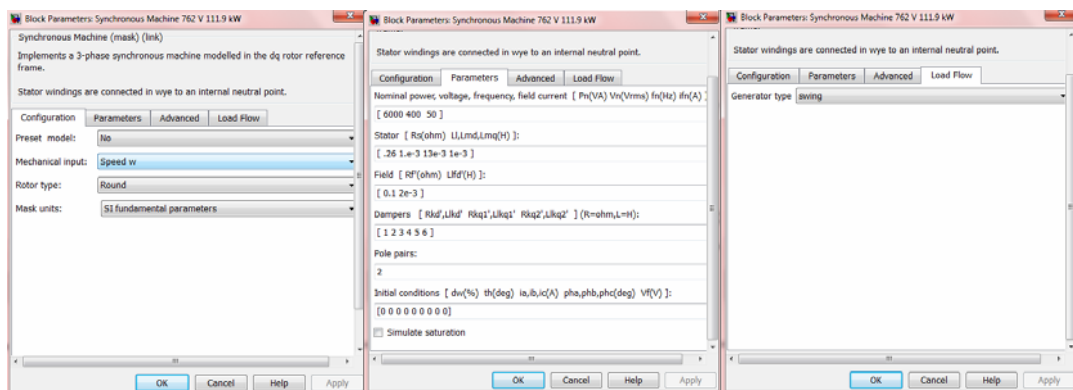 Block Parameters: Synchronous Machine 762 V 111.9 kW
Synchronous Machine (mask) (link)
Implements a 3-phase synchronous machine modelled in the dq rotor reference
frame.
Stator windings are connected in wye to an internal neutral point.
Configuration Parameters Advanced Load Flow
Preset model: No
Mechanical input: Speed w
Rotor type: Round
Mask units: SI fundamental parameters
OK Cancel Help Apply
Block Parameters: Synchronous Machine 762 V 111.9 kW
Stator windings are connected in wye to an internal neutral point.
Configuration Parameters Advanced Load Flow
Nominal power, voltage, frequency, field current [ Pn(VA) Vn(Vrms) fn(Hz) ifn(A) ]
[ 6000 400 50 ]
Stator [ Rs(ohm) Ll,Lmd,Lmq(H) ]:
[ .26 1.e-3 13e-3 1e-3 ]
Field [ Rf'(ohm) Llfd'(H) ]:
[ 0.1 2e-3 ]
Dampers [ Rkd',Llkd' Rkq1',Llkq1' Rkq2',Llkq2' ] (R=ohm,L=H):
[ 1 2 3 4 5 6 ]
Pole pairs:
2
Initial conditions [ dw(%) th(deg) ia,ib,ic(A) pha,phb,phc(deg) Vf(V) ]:
[0 0 0 0 0 0 0 0 0]
Simulate saturation
OK Cancel Help Apply
Block Parameters: Synchronous Machine 762 V 111.9 kW
Stator windings are connected in wye to an internal neutral point.
Configuration Parameters Advanced Load Flow
Generator type swing
OK Cancel Help Apply